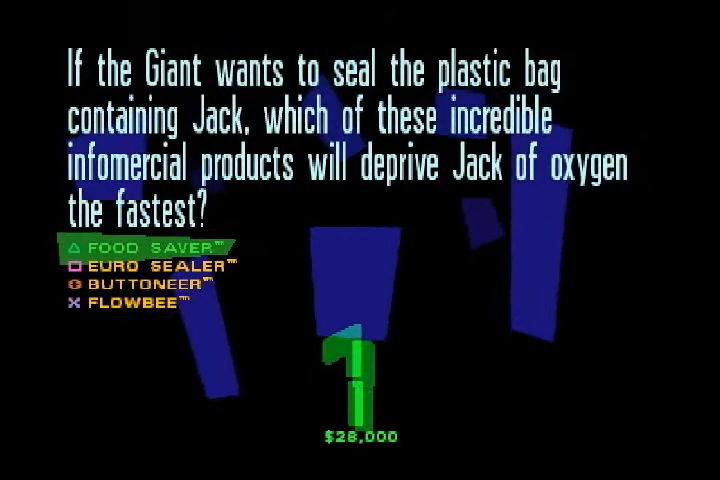 If the Giant wants to seal the plastic bag
containing Jack, which of these incredible
infomercial products will deprive Jack of oxygen
the fastest?
FOOD SAVER™
EURO SEALER™
BUTTONEER™
FLOWBEE™
1
$28,000